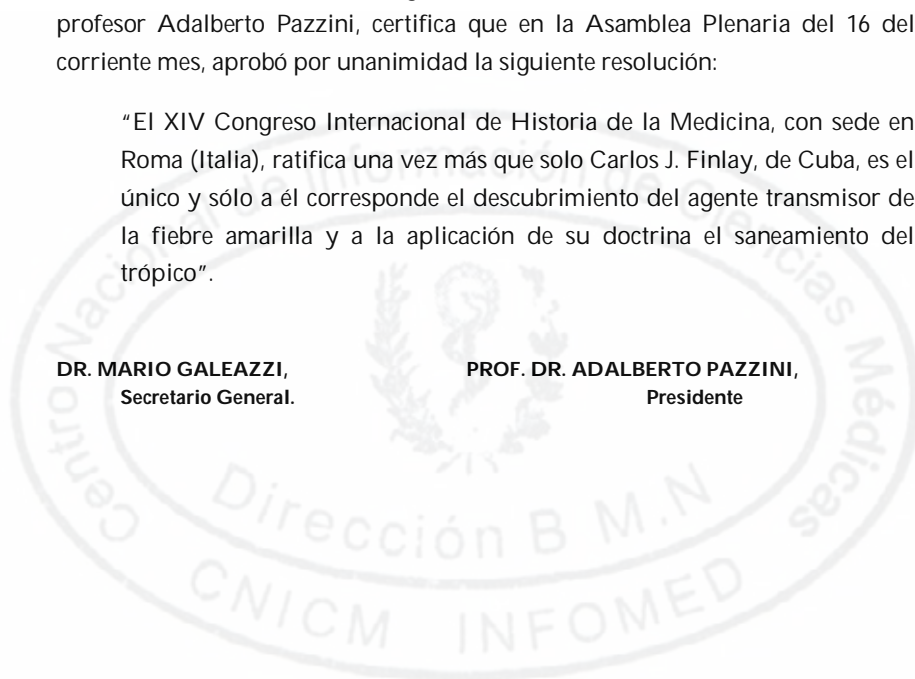 profesor Adalberto Pazzini, certifica que en la Asamblea Plenaria del 16 del
corriente mes, aprobó por unanimidad la siguiente resolución:
“El XIV Congreso Internacional de Historia de la Medicina, con sede en
Roma (Italia), ratifica una vez más que solo Carlos J. Finlay, de Cuba, es el
único y sólo a él corresponde el descubrimiento del agente transmisor de
la fiebre amarilla y a la aplicación de su doctrina el saneamiento del
trópico”.
DR. MARIO GALEAZZI, PROF. DR. ADALBERTO PAZZINI,
Secretario General. Presidente
Centro Nacional de Información de Ciencias Médicas
Dirección B M.N
CNICM INFOMED